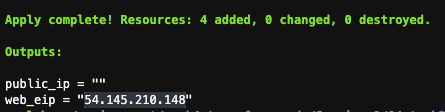 Apply complete! Resources: 4 added, 0 changed, 0 destroyed.
Outputs:
public_ip = ""
web_eip = "54.145.210.148"